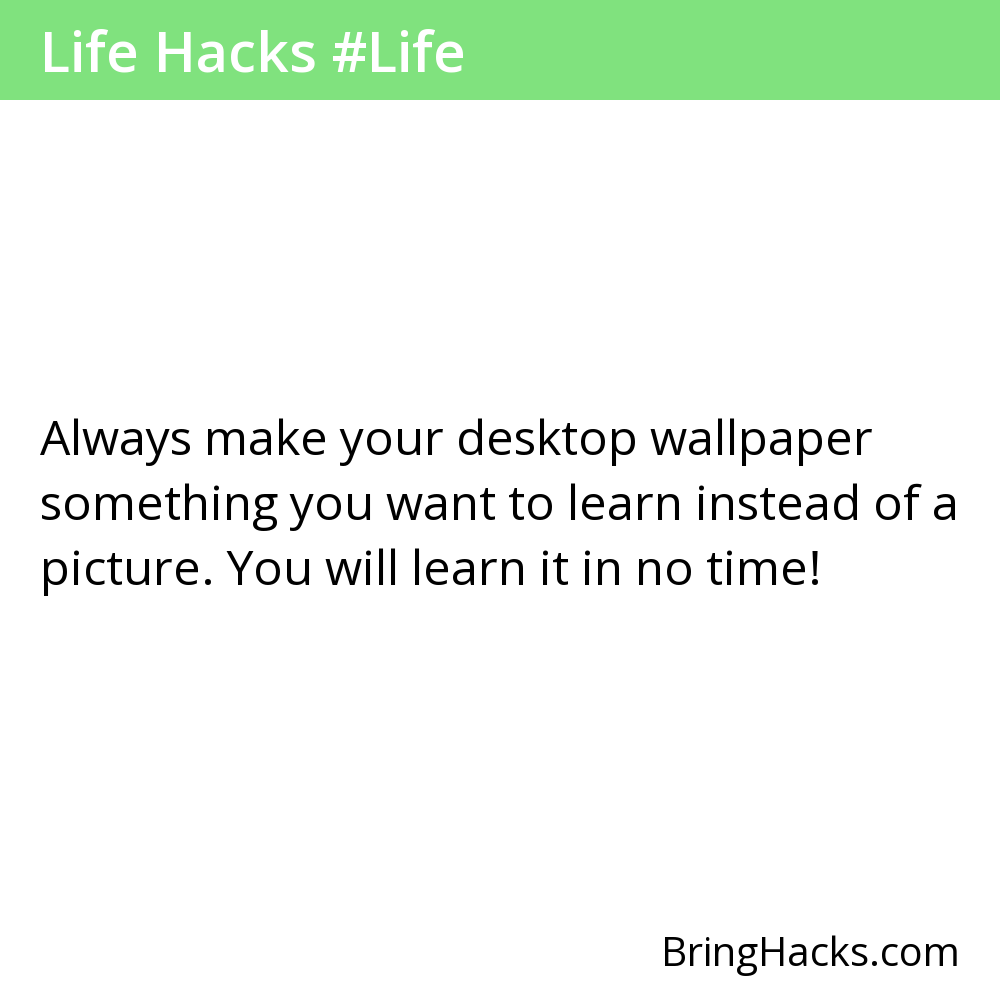 Life Hacks #Life
Always make your desktop wallpaper
something you want to learn instead of a
picture. You will learn it in no time!
BringHacks.com